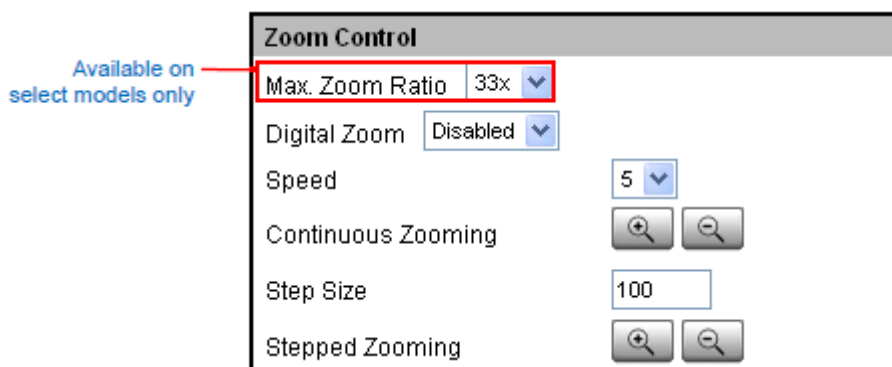 Zoom Control
Available on
select models only
Max. Zoom Ratio 33x
Digital Zoom Disabled
Speed 5
Continuous Zooming
Step Size 100
Stepped Zooming